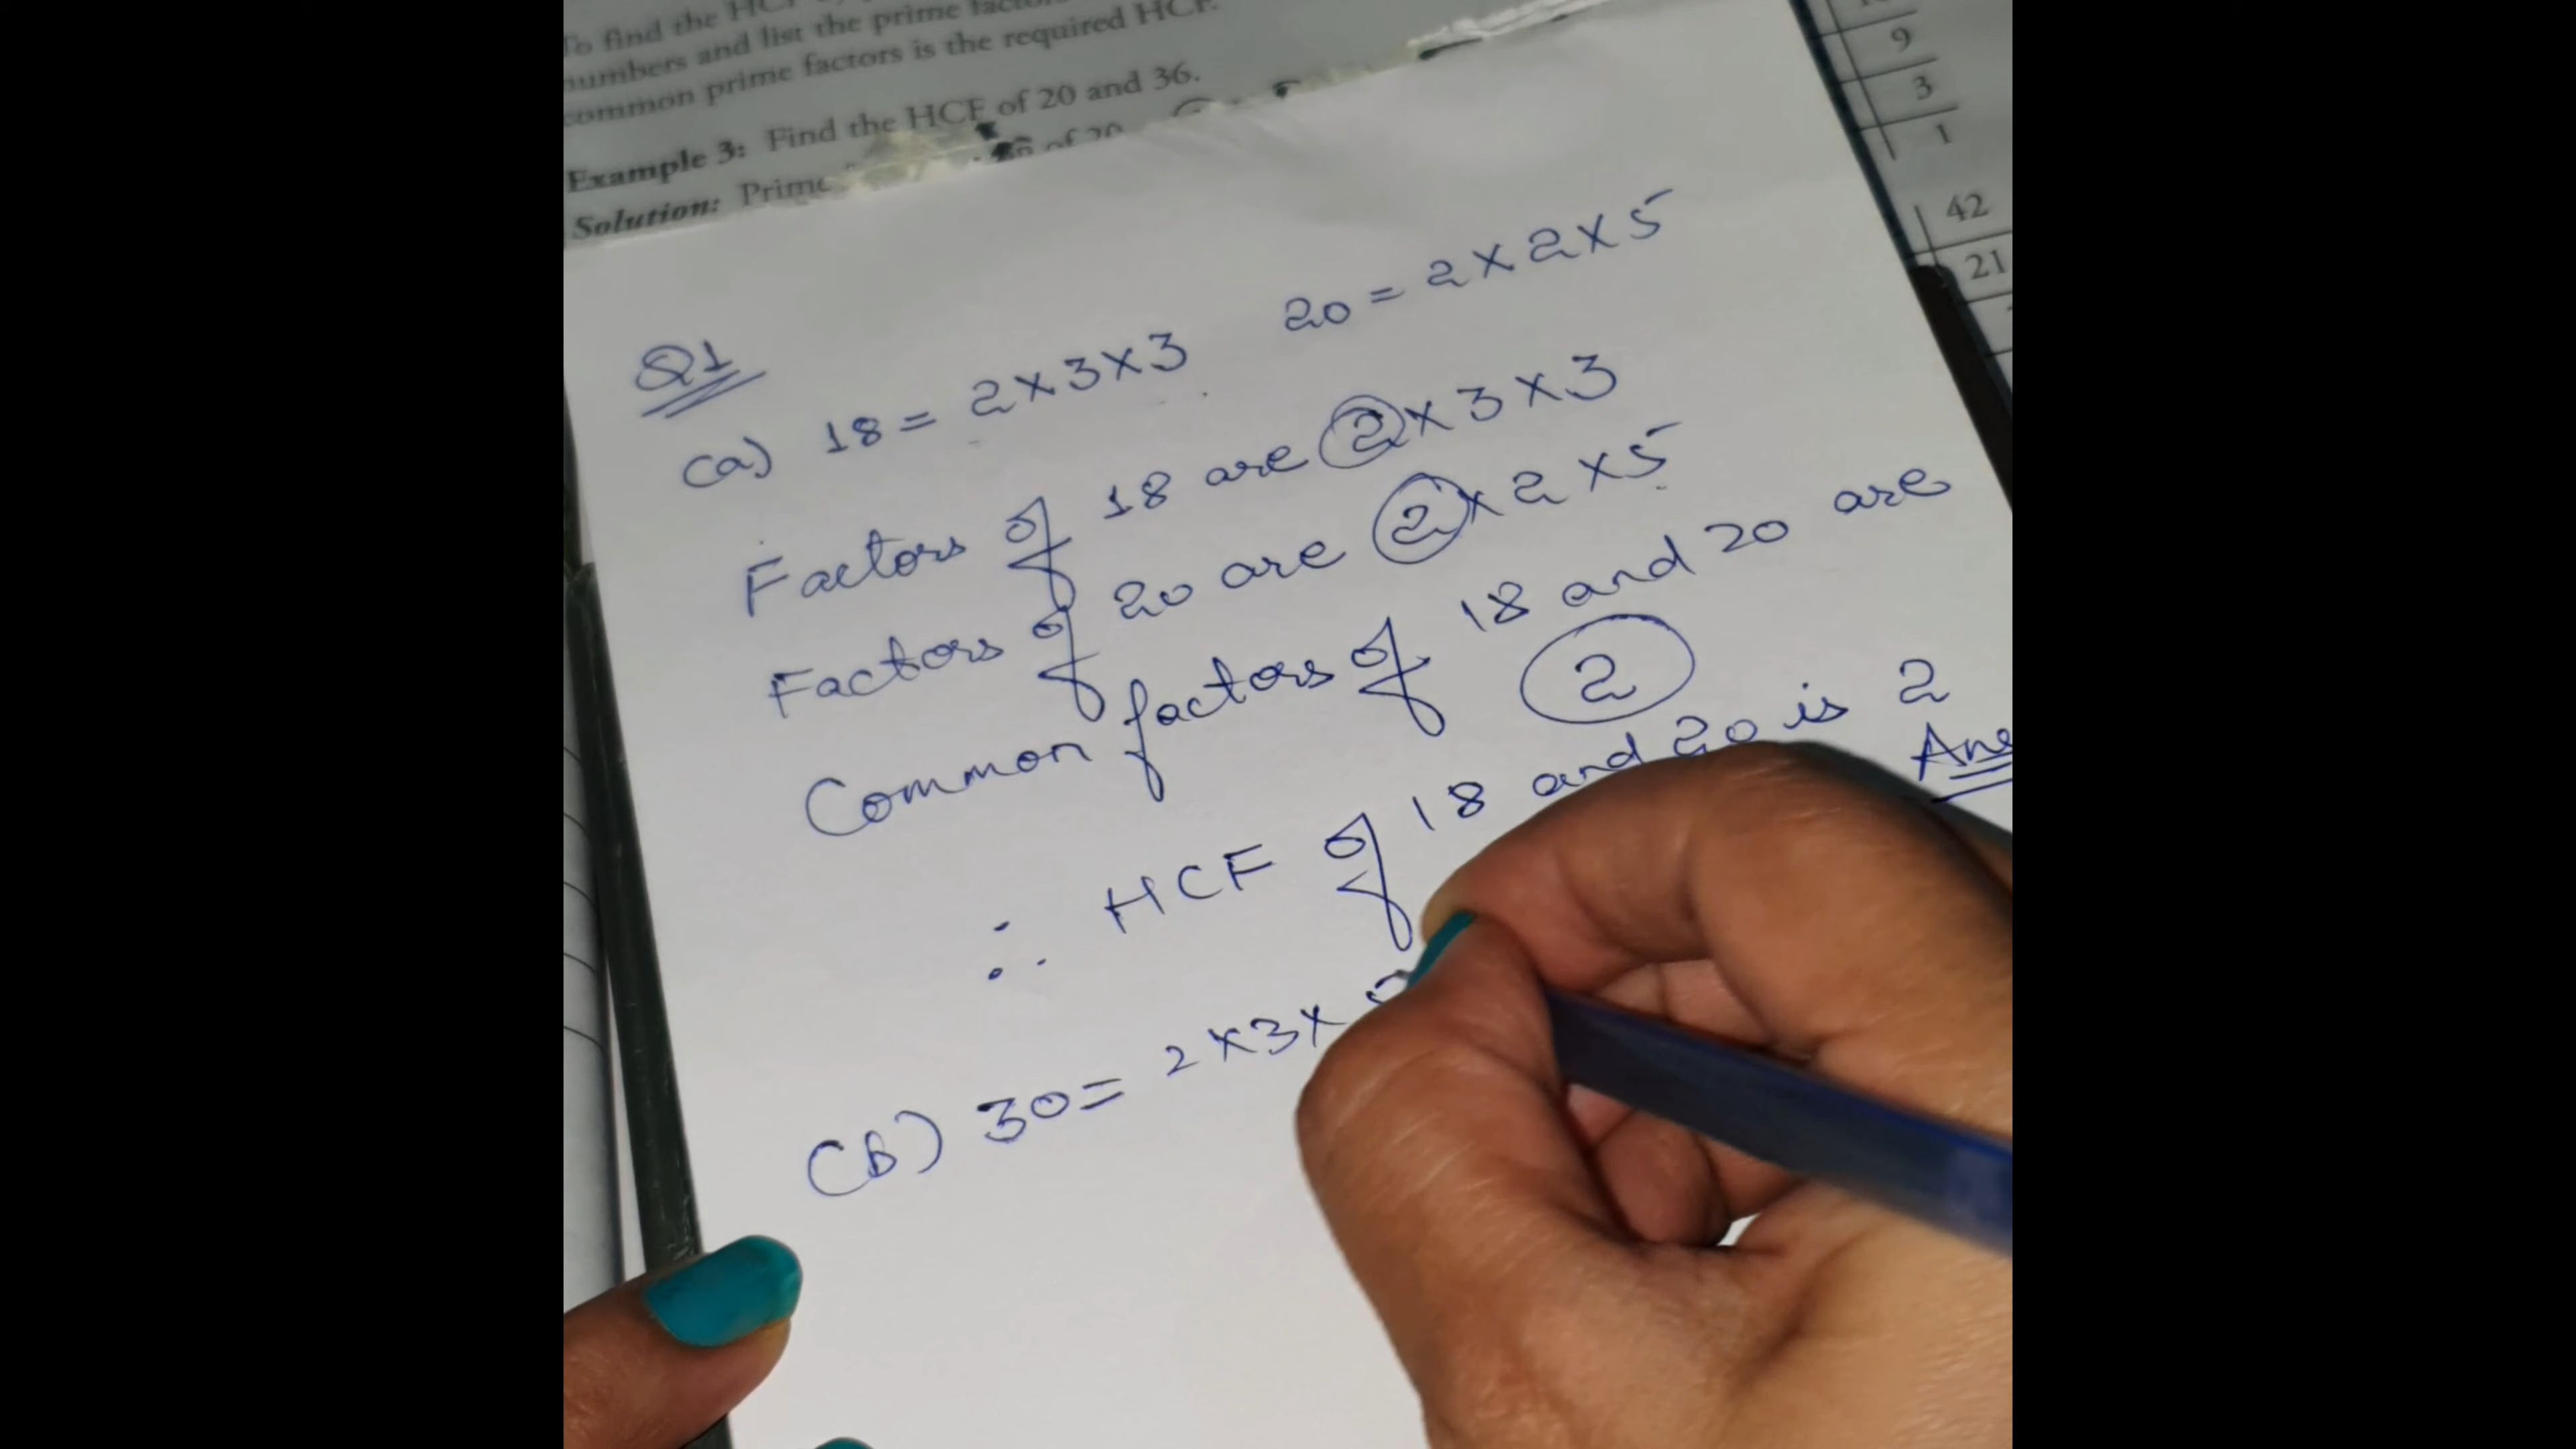 To find the HCF
numbers and list the prime factors
common prime factors is the required HCF.
Example 3: Find the HCF of 20 and 36.
Solution: Prime of 20
9
3
1
42
21
Q1
(a) 18 = 2×3×3 20 = 2×2×5
Factors of 18 are 2×3×3
Factors of 20 are 2×2×5
Common factors of 18 and 20 are
2
∴ HCF of 18 and 20 is 2
Ans
(b) 30 = 2×3×